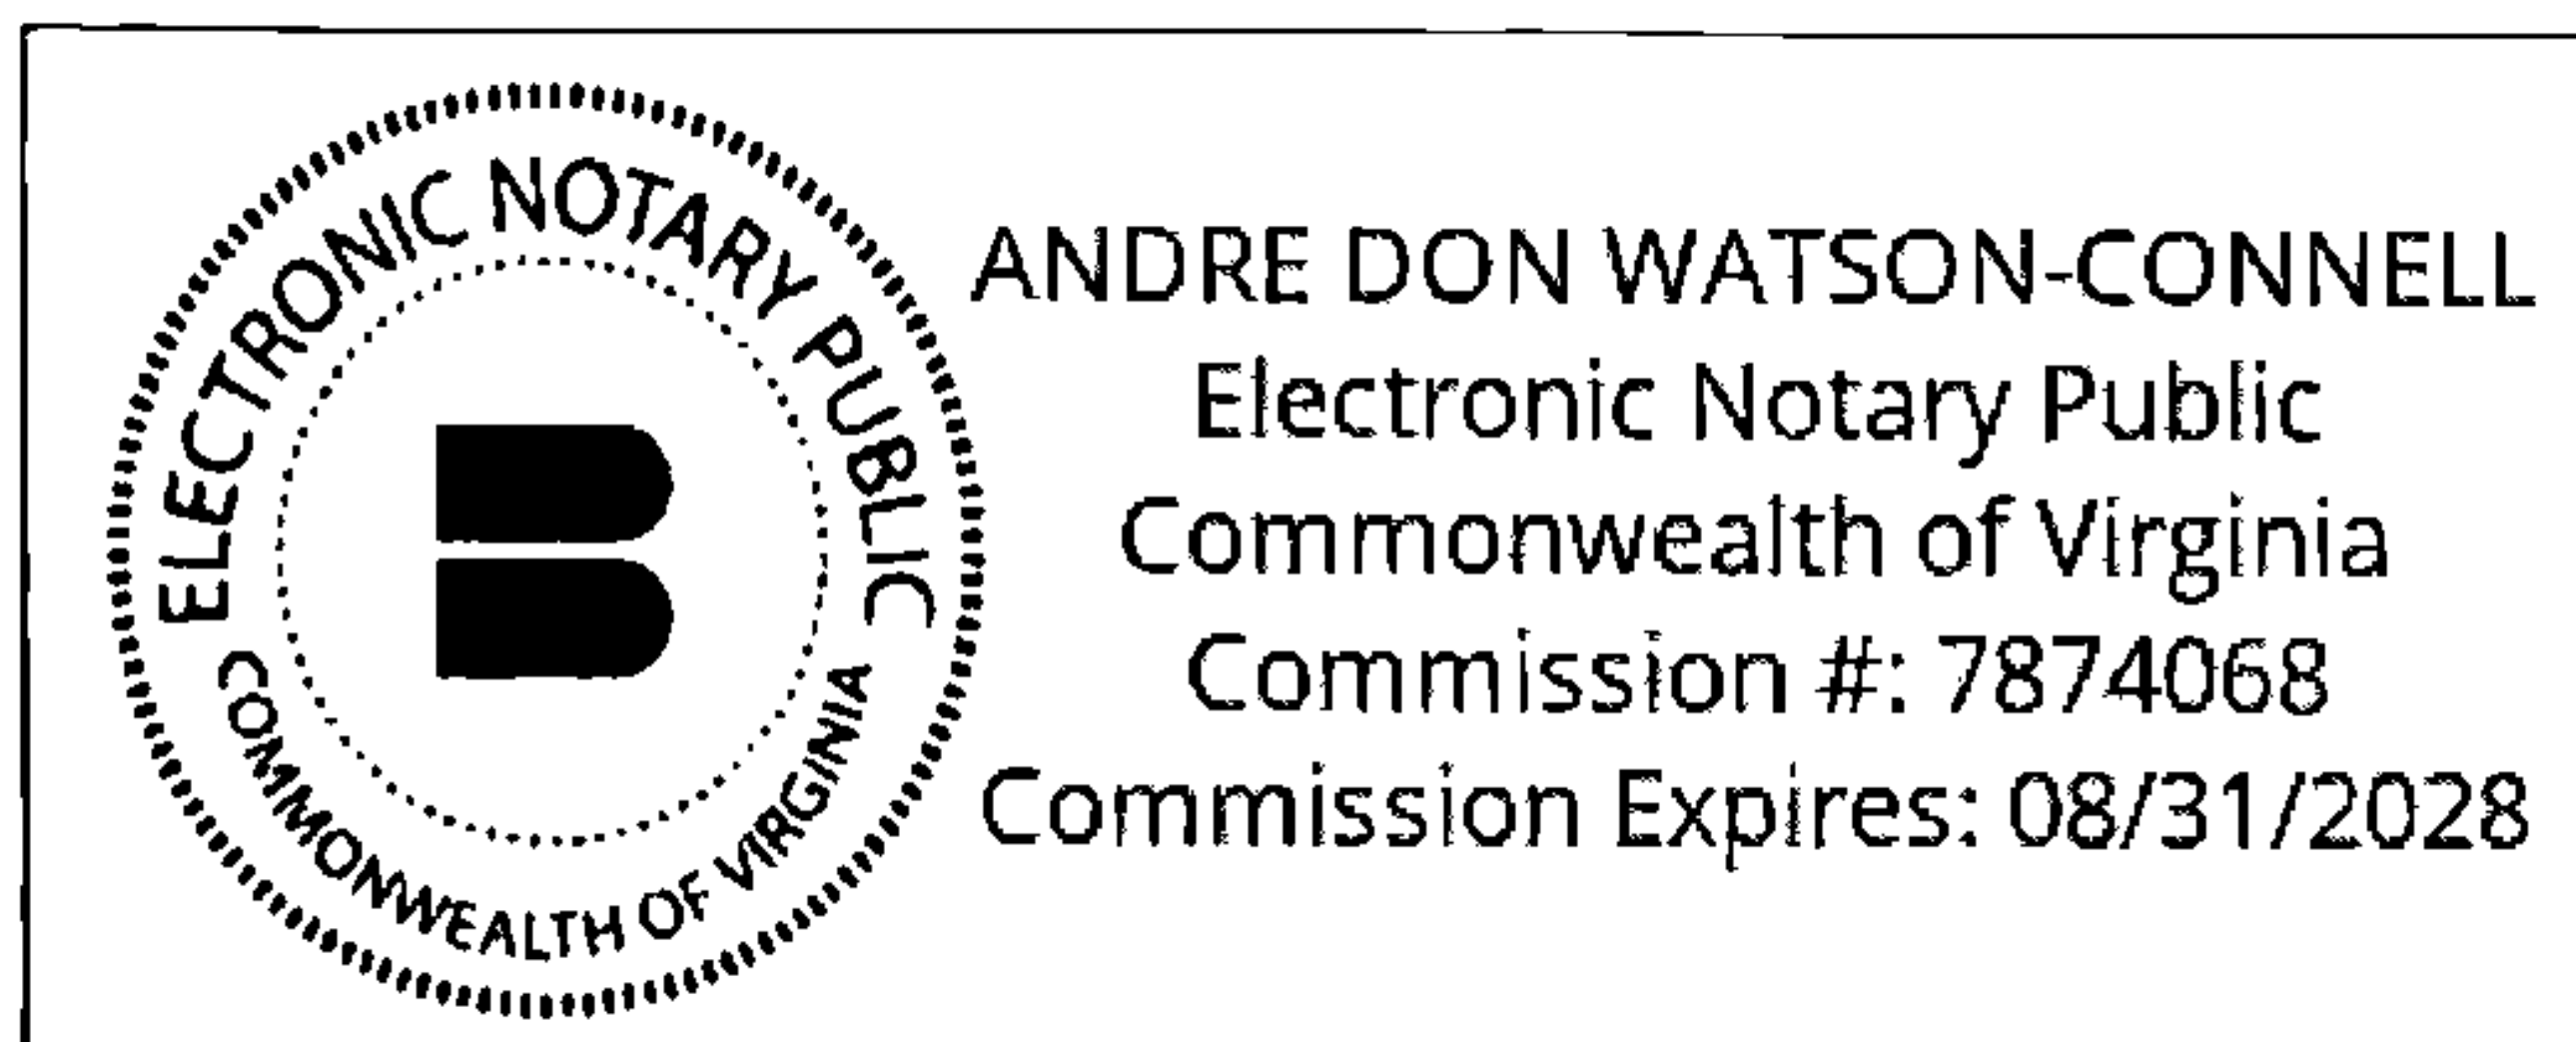 ELECTRONIC NOTARY PUBLIC
COMMONWEALTH OF VIRGINIA
B
ANDRE DON WATSON-CONNELL
Electronic Notary Public
Commonwealth of Virginia
Commission #: 7874068
Commission Expires: 08/31/2028